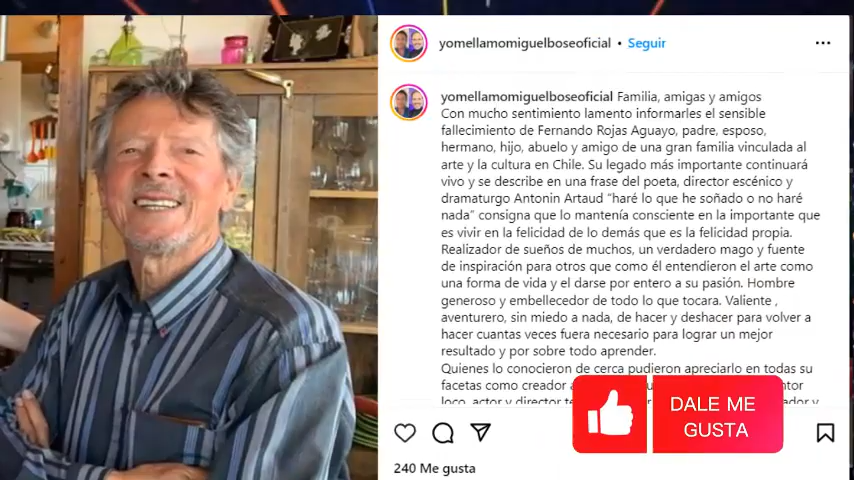 yomellamomiguelboseoficial • Seguir
yomellamomiguelboseoficial Familia, amigas y amigos
Con mucho sentimiento lamento informarles el sensible
fallecimiento de Fernando Rojas Aguayo, padre, esposo,
hermano, hijo, abuelo y amigo de una gran familia vinculada al
arte y la cultura en Chile. Su legado más importante continuará
vivo y se describe en una frase del poeta, director escénico y
dramaturgo Antonin Artaud "haré lo que he soñado o no haré
nada" consigna que lo mantenía consciente en la importante que
es vivir en la felicidad de lo demás que es la felicidad propia.
Realizador de sueños de muchos, un verdadero mago y fuente
de inspiración para otros que como él entendieron el arte como
una forma de vida y el darse por entero a su pasión. Hombre
generoso y embellecedor de todo lo que tocara. Valiente ,
aventurero, sin miedo a nada, de hacer y deshacer para volver a
hacer cuantas veces fuera necesario para lograr un mejor
resultado y por sobre todo aprender.
Quienes lo conocieron de cerca pudieron apreciarlo en todas su
facetas como creador
loco, actor y director
DALE ME
GUSTA
240 Me gusta